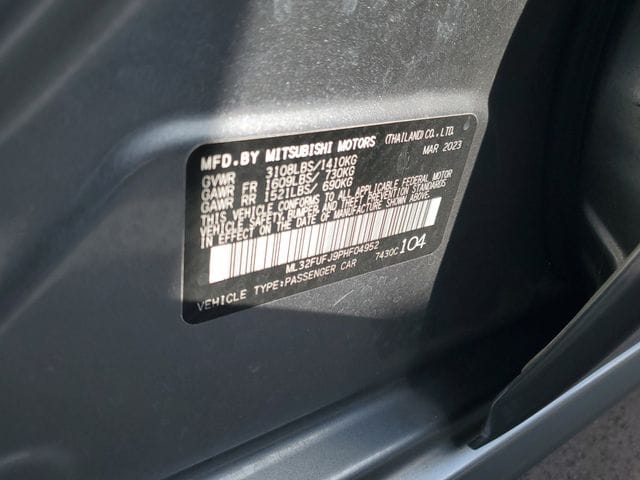 MFD.BY MITSUBISHI MOTORS (THAILAND)CO.,LTD.
MAR 2023
GVWR 3108LBS/1410KG
GAWR FR 1609LBS/ 730KG
GAWR RR 1521LBS/ 690KG
THIS VEHICLE CONFORMS TO ALL APPLICABLE FEDERAL MOTOR
VEHICLE SAFETY, BUMPER AND THEFT PREVENTION STANDARDS
IN EFFECT ON THE DATE OF MANUFACTURE SHOWN ABOVE.
ML32FUFJ9PHF04952
7430C 104
VEHICLE TYPE:PASSENGER CAR